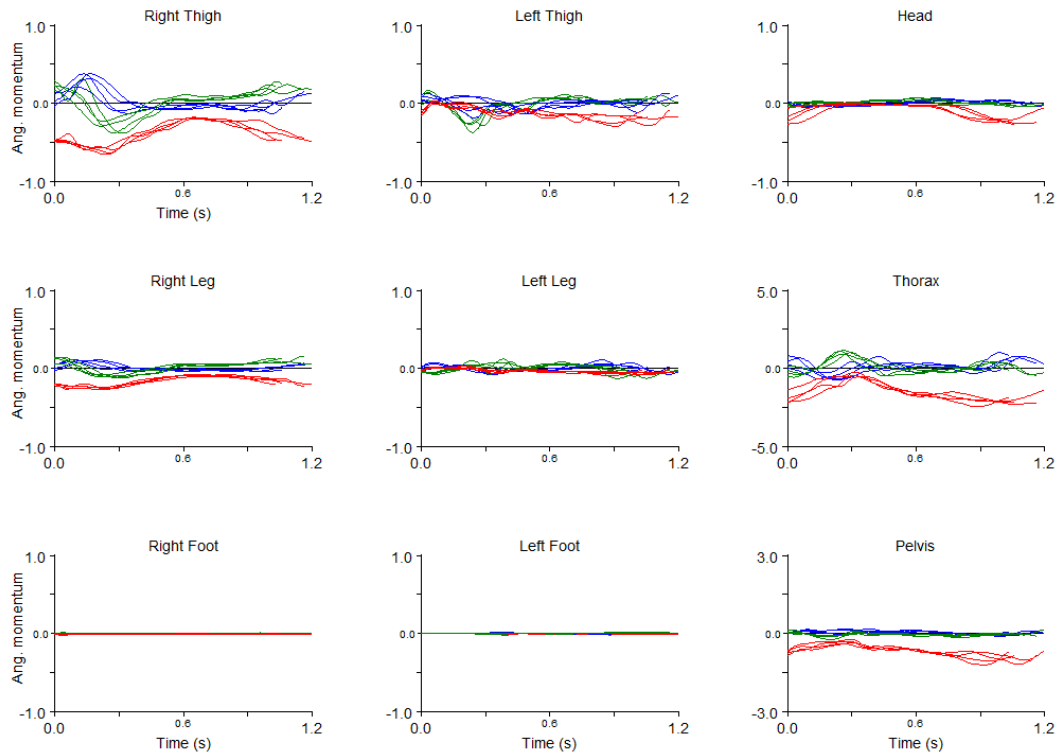 Right Thigh
Left Thigh
Head
1.0
1.0
1.0
Ang. momentum
0.0
0.0
0.0
-1.0
-1.0
-1.0
0.0 0.6 1.2
0.0 0.6 1.2
0.0 0.6 1.2
Time (s)
Right Leg
Left Leg
Thorax
1.0
1.0
5.0
Ang. momentum
0.0
0.0
0.0
-1.0
-1.0
-5.0
0.0 0.6 1.2
0.0 0.6 1.2
0.0 0.6 1.2
Right Foot
Left Foot
Pelvis
1.0
1.0
3.0
Ang. momentum
0.0
0.0
0.0
-1.0
-1.0
-3.0
0.0 0.6 1.2
0.0 0.6 1.2
0.0 0.6 1.2
Time (s)
Time (s)
Time (s)